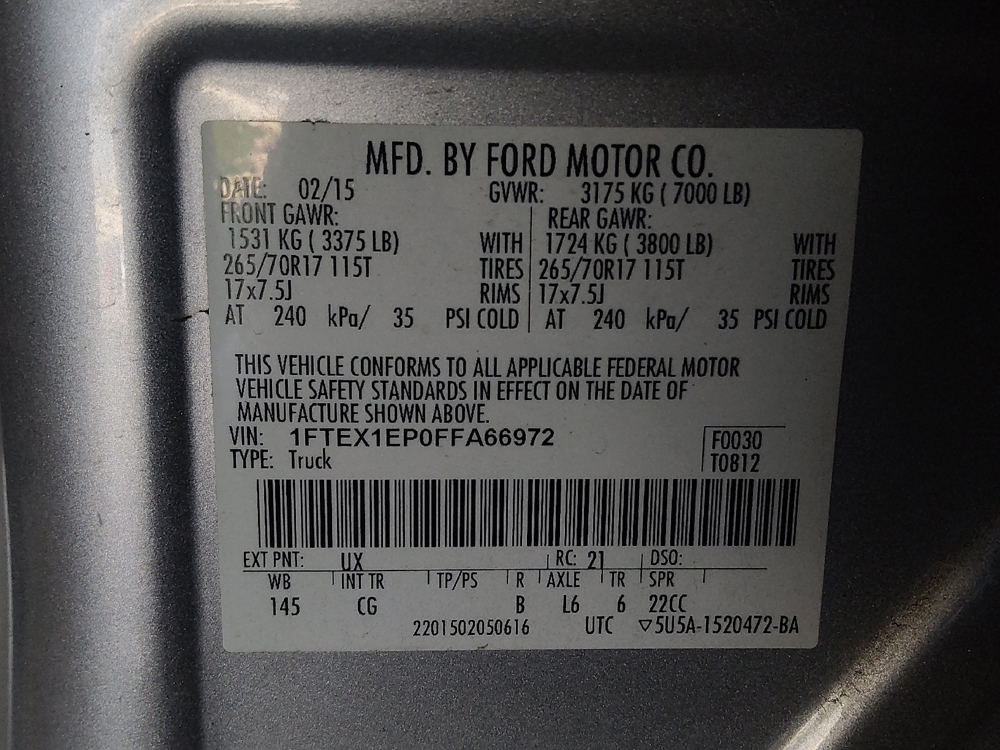 MFD. BY FORD MOTOR CO.
DATE: 02/15 GVWR: 3175 KG ( 7000 LB)
FRONT GAWR: REAR GAWR:
1531 KG ( 3375 LB) WITH 1724 KG ( 3800 LB) WITH
265/70R17 115T TIRES 265/70R17 115T TIRES
17x7.5J RIMS 17x7.5J RIMS
AT 240 kPa/ 35 PSI COLD AT 240 kPa/ 35 PSI COLD
THIS VEHICLE CONFORMS TO ALL APPLICABLE FEDERAL MOTOR
VEHICLE SAFETY STANDARDS IN EFFECT ON THE DATE OF
MANUFACTURE SHOWN ABOVE.
VIN: 1FTEX1EP0FFA66972 F0030
TYPE: Truck T0812
EXT PNT: UX RC: 21 DSO:
WB INT TR TP/PS R AXLE TR SPR
145 CG B L6 6 22CC
2201502050616 UTC ▽5U5A-1520472-BA